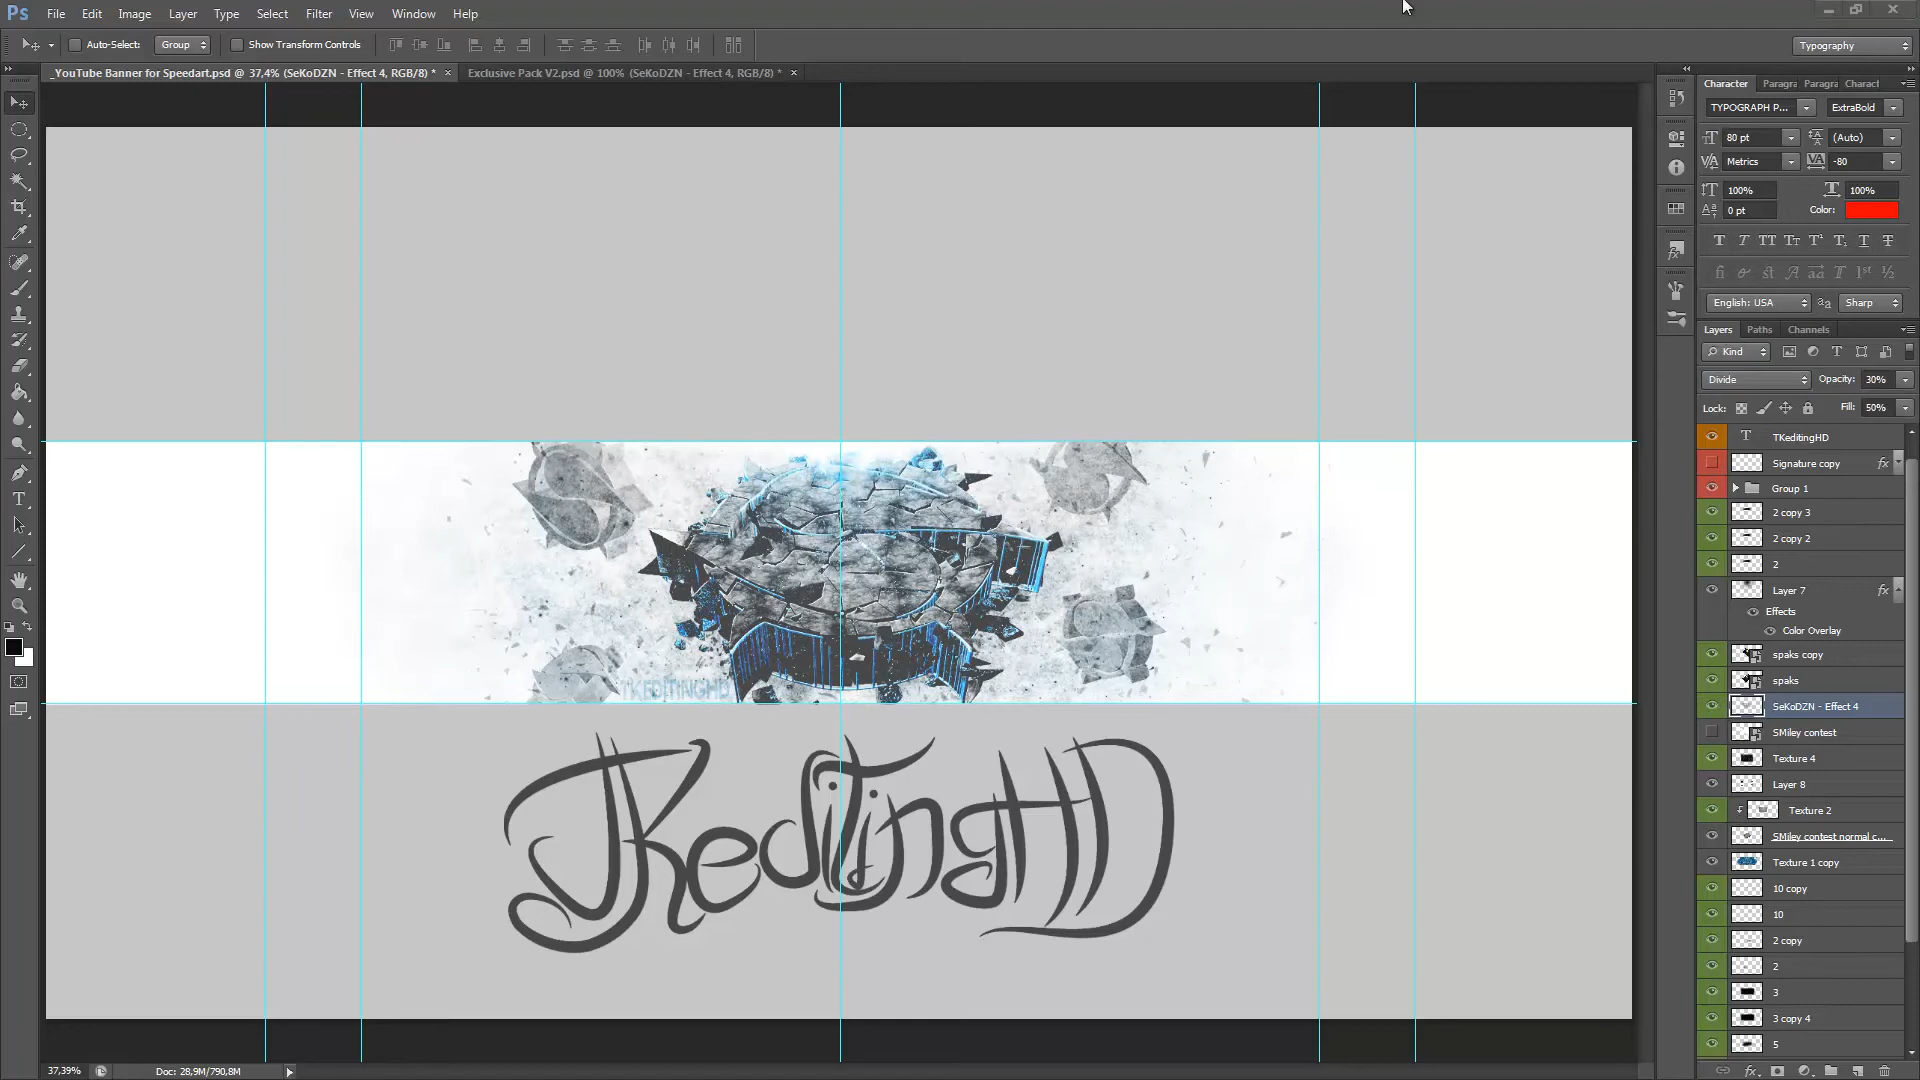 Ps File Edit Image Layer Type Select Filter View Window Help
Auto-Select: Group Show Transform Controls Typography
_YouTube Banner for Speedart.psd @ 37,4% (SeKoDZN - Effect 4, RGB/8) * Exclusive Pack V2.psd @ 100% (SeKoDZN - Effect 4, RGB/8) *
Character Paragra Paragra Charact
TYPOGRAPH P... ExtraBold
80 pt (Auto)
Metrics -80
100% 100%
0 pt Color:
English: USA Sharp
Layers Paths Channels
Kind
Divide Opacity: 30%
Lock: Fill: 50%
TKeditingHD
Signature copy fx
Group 1
2 copy 3
2 copy 2
2
Layer 7 fx
Effects
Color Overlay
spaks copy
spaks
SeKoDZN - Effect 4
SMiley contest
Texture 4
Layer 8
Texture 2
SMiley contest normal c...
Texture 1 copy
10 copy
10
2 copy
2
3
3 copy 4
5
TKEDITINGHD
TKeditingHD
37,39% Doc: 28,9M/790,8M